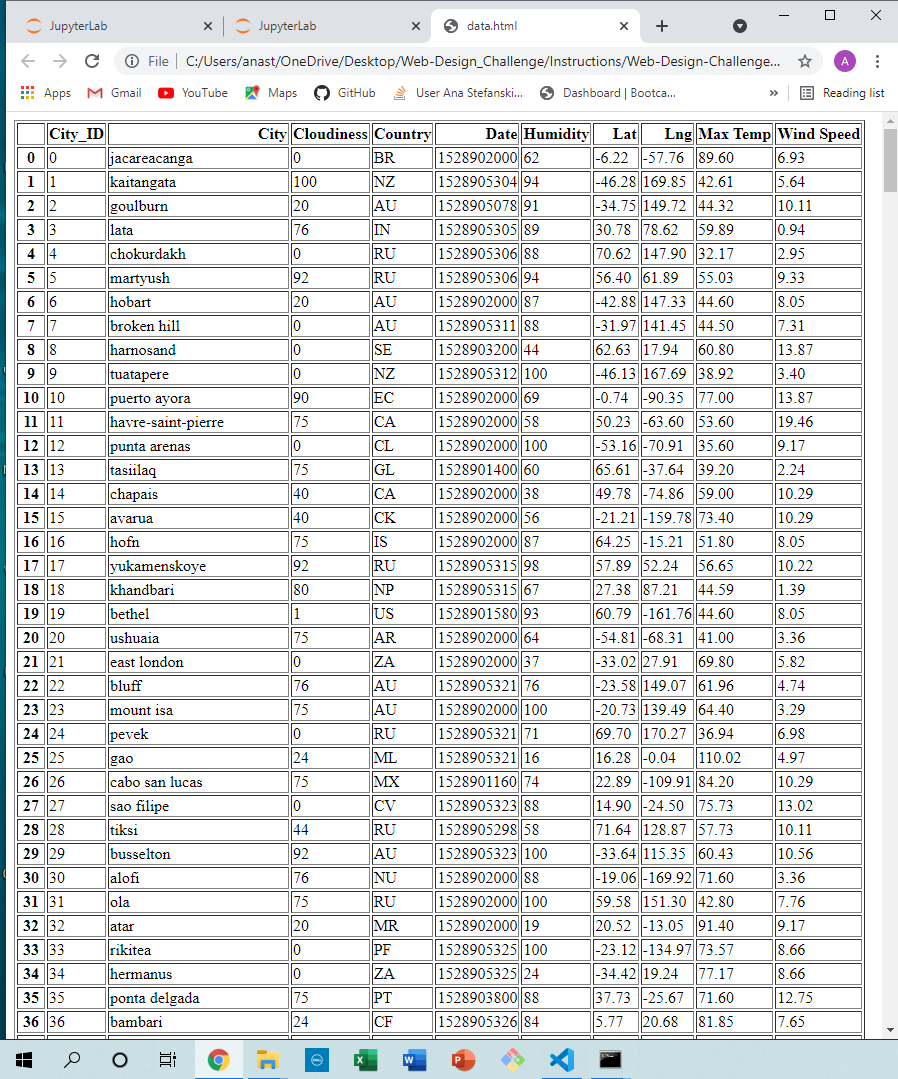 JupyterLab JupyterLab data.html
File C:/Users/anast/OneDrive/Desktop/Web-Design_Challenge/Instructions/Web-Design-Challenge... A
Apps Gmail YouTube Maps GitHub User Ana Stefanski... Dashboard | Bootca... » Reading list
City_ID City Cloudiness Country Date Humidity Lat Lng Max Temp Wind Speed
0 0 jacareacanga 0 BR 1528902000 62 -6.22 -57.76 89.60 6.93
1 1 kaitangata 100 NZ 1528905304 94 -46.28 169.85 42.61 5.64
2 2 goulburn 20 AU 1528905078 91 -34.75 149.72 44.32 10.11
3 3 lata 76 IN 1528905305 89 30.78 78.62 59.89 0.94
4 4 chokurdakh 0 RU 1528905306 88 70.62 147.90 32.17 2.95
5 5 martyush 92 RU 1528905306 94 56.40 61.89 55.03 9.33
6 6 hobart 20 AU 1528902000 87 -42.88 147.33 44.60 8.05
7 7 broken hill 0 AU 1528905311 88 -31.97 141.45 44.50 7.31
8 8 harnosand 0 SE 1528903200 44 62.63 17.94 60.80 13.87
9 9 tuatapere 0 NZ 1528905312 100 -46.13 167.69 38.92 3.40
10 10 puerto ayora 90 EC 1528902000 69 -0.74 -90.35 77.00 13.87
11 11 havre-saint-pierre 75 CA 1528902000 58 50.23 -63.60 53.60 19.46
12 12 punta arenas 0 CL 1528902000 100 -53.16 -70.91 35.60 9.17
13 13 tasiilaq 75 GL 1528901400 60 65.61 -37.64 39.20 2.24
14 14 chapais 40 CA 1528902000 38 49.78 -74.86 59.00 10.29
15 15 avarua 40 CK 1528902000 56 -21.21 -159.78 73.40 10.29
16 16 hofn 75 IS 1528902000 87 64.25 -15.21 51.80 8.05
17 17 yukamenskoye 92 RU 1528905315 98 57.89 52.24 56.65 10.22
18 18 khandbari 80 NP 1528905315 67 27.38 87.21 44.59 1.39
19 19 bethel 1 US 1528901580 93 60.79 -161.76 44.60 8.05
20 20 ushuaia 75 AR 1528902000 64 -54.81 -68.31 41.00 3.36
21 21 east london 0 ZA 1528902000 37 -33.02 27.91 69.80 5.82
22 22 bluff 76 AU 1528905321 76 -23.58 149.07 61.96 4.74
23 23 mount isa 75 AU 1528902000 100 -20.73 139.49 64.40 3.29
24 24 pevek 0 RU 1528905321 71 69.70 170.27 36.94 6.98
25 25 gao 24 ML 1528905321 16 16.28 -0.04 110.02 4.97
26 26 cabo san lucas 75 MX 1528901160 74 22.89 -109.91 84.20 10.29
27 27 sao filipe 0 CV 1528905323 88 14.90 -24.50 75.73 13.02
28 28 tiksi 44 RU 1528905298 58 71.64 128.87 57.73 10.11
29 29 busselton 92 AU 1528905323 100 -33.64 115.35 60.43 10.56
30 30 alofi 76 NU 1528902000 88 -19.06 -169.92 71.60 3.36
31 31 ola 75 RU 1528902000 100 59.58 151.30 42.80 7.76
32 32 atar 20 MR 1528902000 19 20.52 -13.05 91.40 9.17
33 33 rikitea 0 PF 1528905325 100 -23.12 -134.97 73.57 8.66
34 34 hermanus 0 ZA 1528905325 24 -34.42 19.24 77.17 8.66
35 35 ponta delgada 75 PT 1528903800 88 37.73 -25.67 71.60 12.75
36 36 bambari 24 CF 1528905326 84 5.77 20.68 81.85 7.65